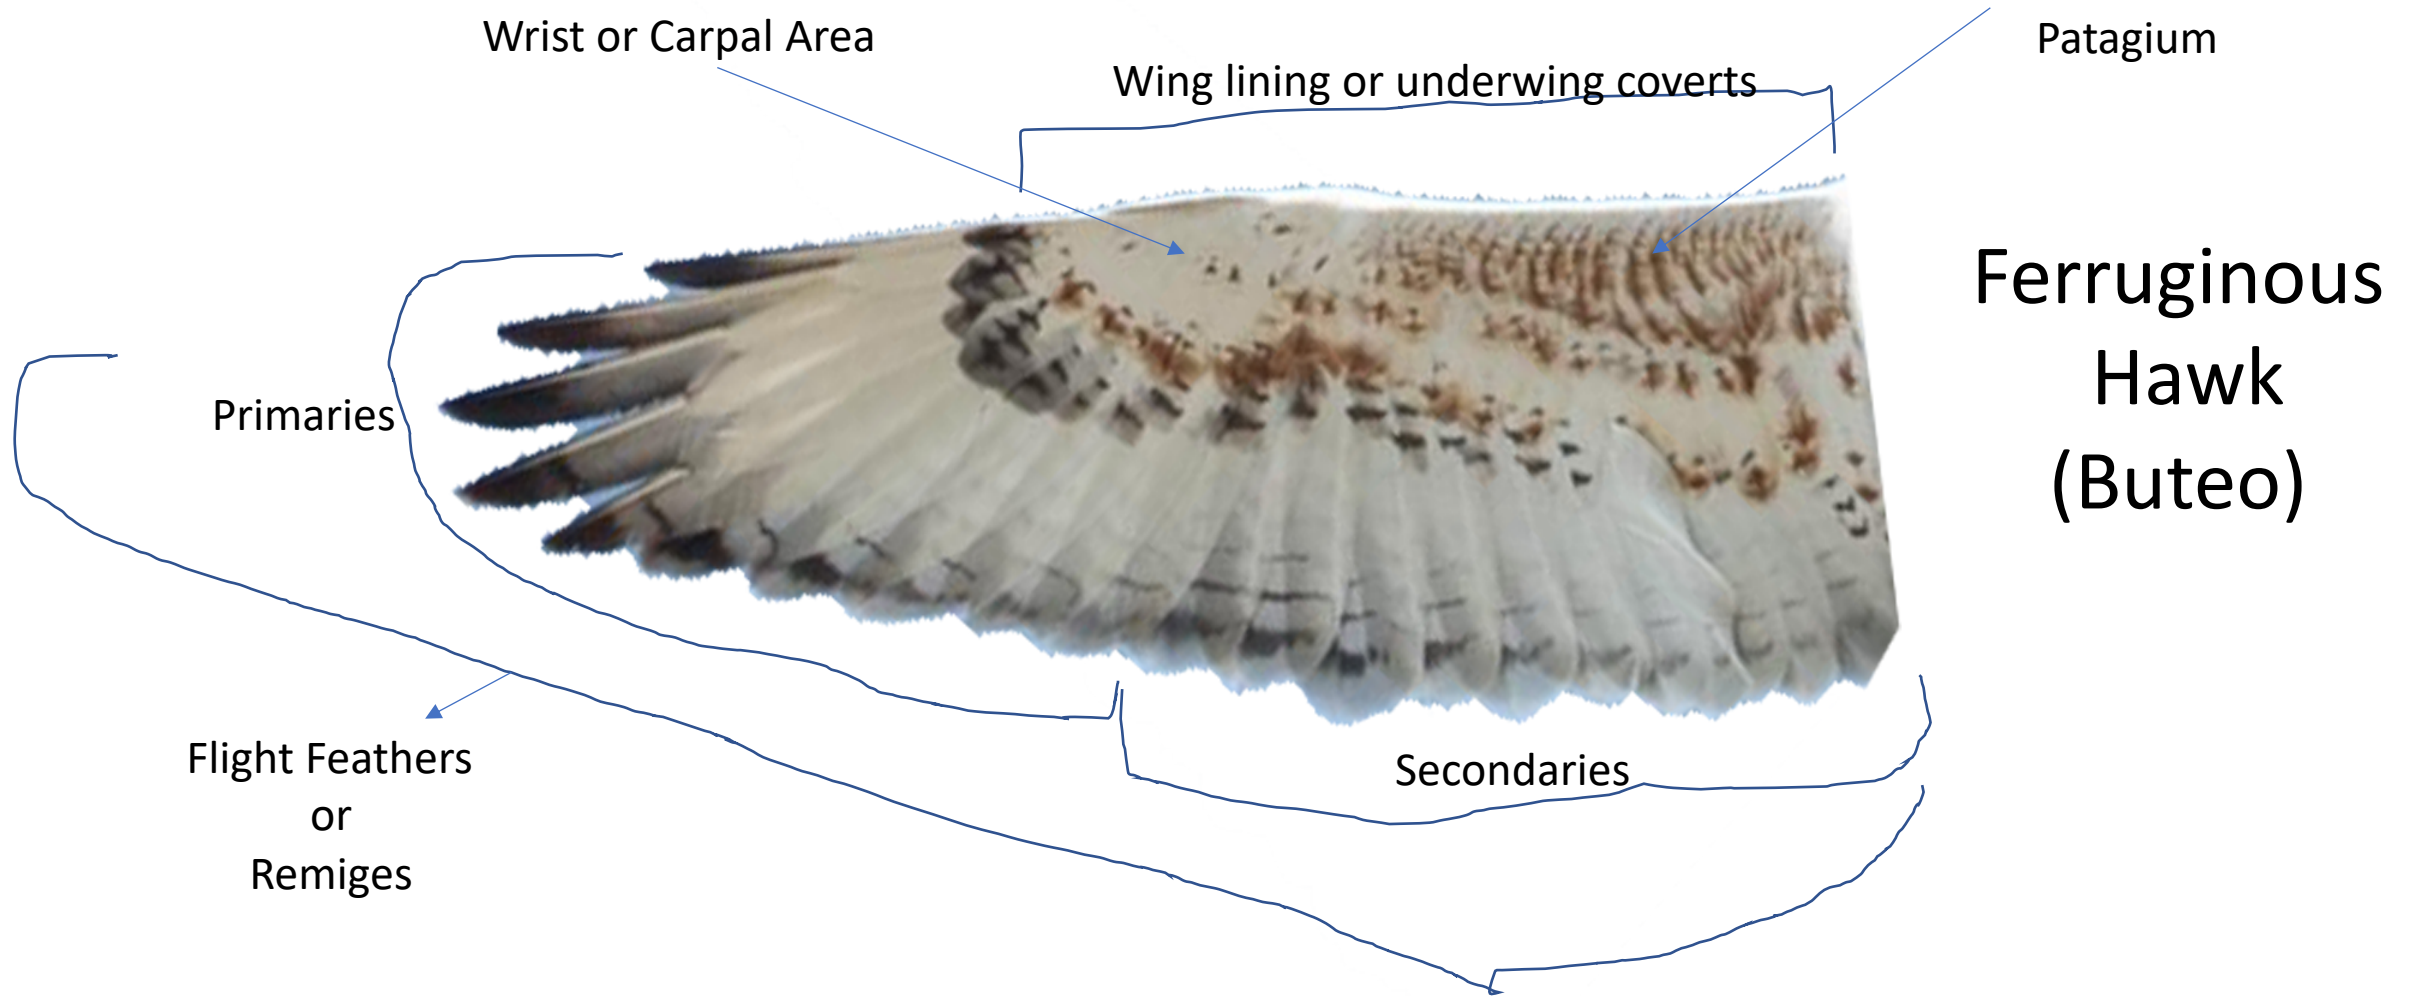 Wrist or Carpal Area
Patagium
Wing lining or underwing coverts
Ferruginous
Hawk
(Buteo)
Primaries
Flight Feathers
or
Remiges
Secondaries